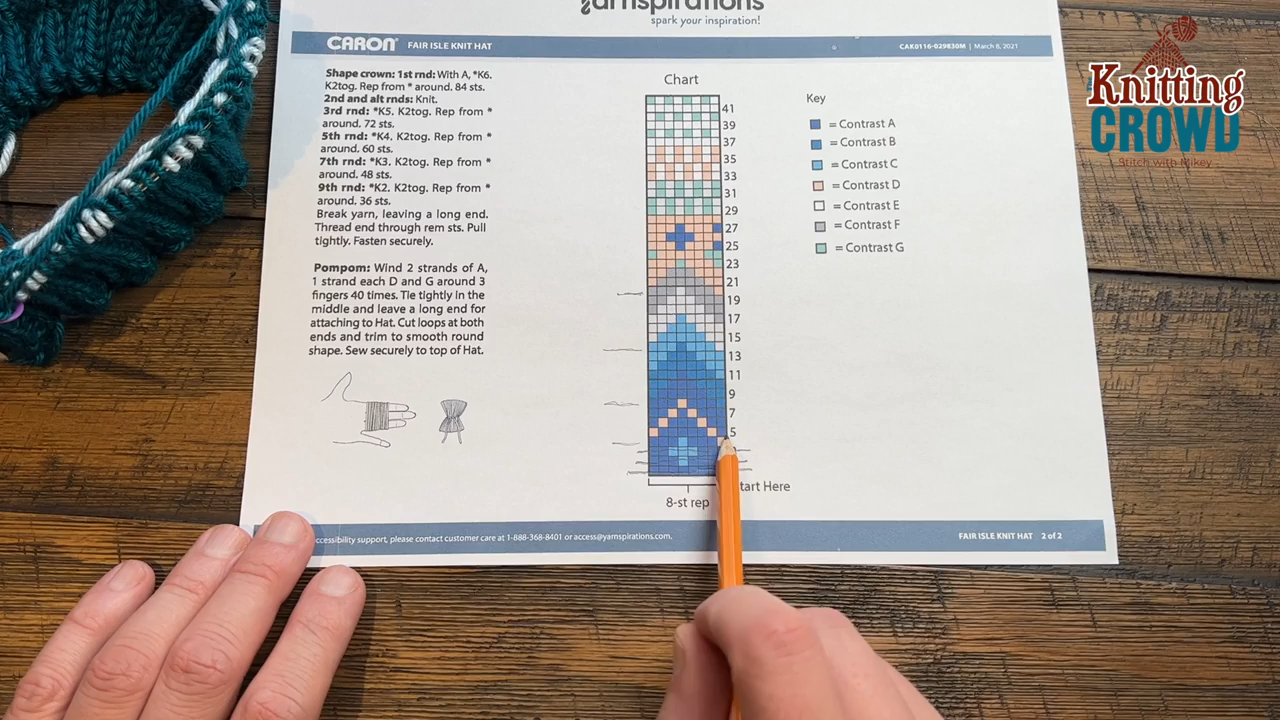 spark your inspiration!
CARON® FAIR ISLE KNIT HAT
CAK0116-029830M | March 8, 2021
Shape crown: 1st rnd: With A, *K6.
K2tog. Rep from * around. 84 sts.
2nd and alt rnds: Knit.
3rd rnd: *K5. K2tog. Rep from *
around. 72 sts.
5th rnd: *K4. K2tog. Rep from *
around. 60 sts.
7th rnd: *K3. K2tog. Rep from *
around. 48 sts.
9th rnd: *K2. K2tog. Rep from *
around. 36 sts.
Break yarn, leaving a long end.
Thread end through rem sts. Pull
tightly. Fasten securely.
Pompom: Wind 2 strands of A,
1 strand each D and G around 3
fingers 40 times. Tie tightly in the
middle and leave a long end for
attaching to Hat. Cut loops at both
ends and trim to smooth round
shape. Sew securely to top of Hat.
Chart
41
39
37
35
33
31
29
27
25
23
21
19
17
15
13
11
9
7
5
tart Here
8-st rep
Key
= Contrast A
= Contrast B
= Contrast C
= Contrast D
= Contrast E
= Contrast F
= Contrast G
ccessibility support, please contact customer care at 1-888-368-8401 or access@yarnspirations.com.
FAIR ISLE KNIT HAT 2 of 2
Knitting
CROWD
Stitch with Mikey